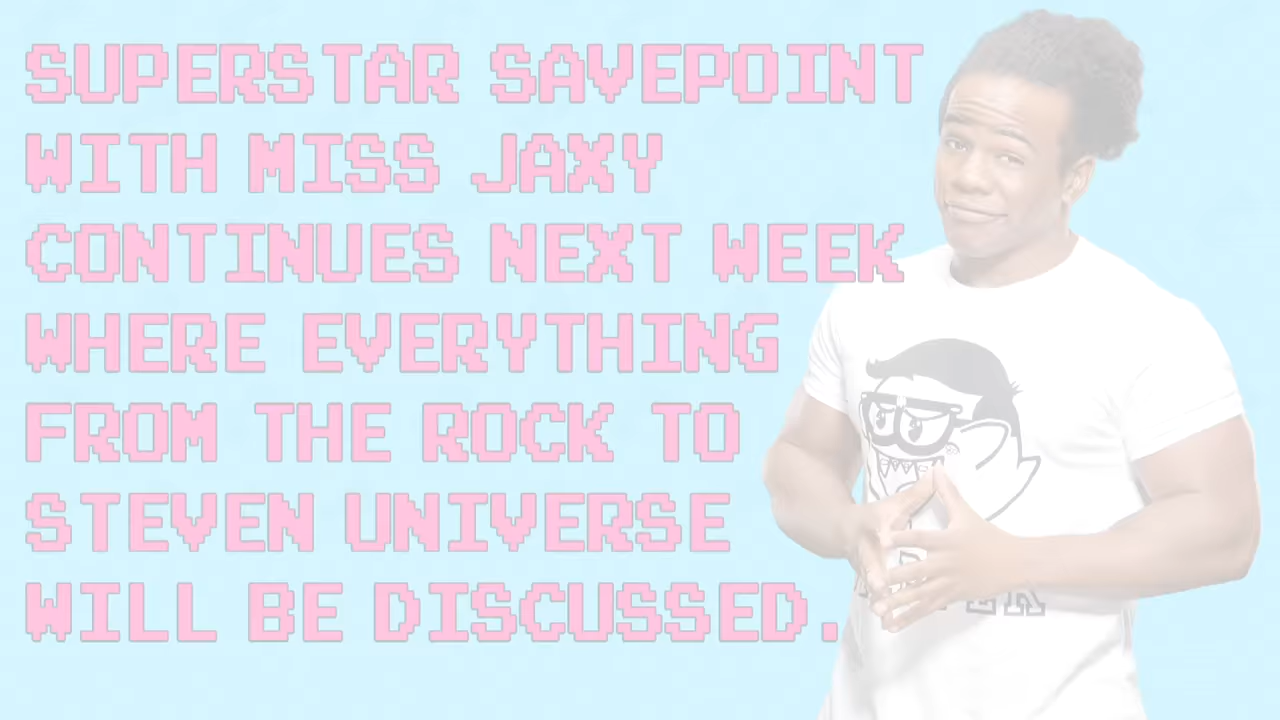 SUPERSTAR SAVEPOINT
WITH MISS JAXY
CONTINUES NEXT WEEK
WHERE EVERYTHING
FROM THE ROCK TO
STEVEN UNIVERSE
WILL BE DISCUSSED.